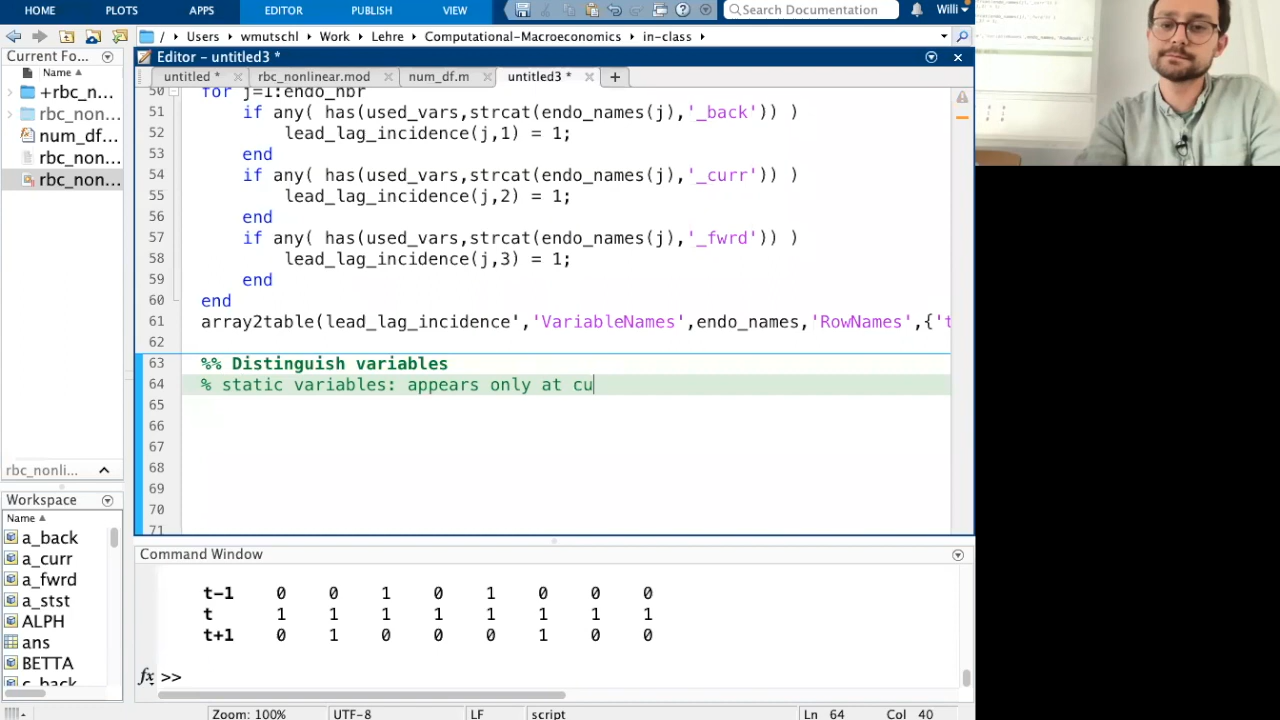 HOME PLOTS APPS EDITOR PUBLISH VIEW Search Documentation Willi
/ Users wmutschl Work Lehre Computational-Macroeconomics in-class
Current Fo...
Name
+rbc_n...
rbc_non...
num_df...
rbc_non...
rbc_non...
rbc_nonli...
Workspace
Name
a_back
a_curr
a_fwrd
a_stst
ALPH
ans
BETTA
c_back
Editor - untitled3 *
untitled * rbc_nonlinear.mod num_df.m untitled3 * +
50 for j=1:endo_nbr
51 if any( has(used_vars,strcat(endo_names(j),'_back')) )
52 lead_lag_incidence(j,1) = 1;
53 end
54 if any( has(used_vars,strcat(endo_names(j),'_curr')) )
55 lead_lag_incidence(j,2) = 1;
56 end
57 if any( has(used_vars,strcat(endo_names(j),'_fwrd')) )
58 lead_lag_incidence(j,3) = 1;
59 end
60 end
61 array2table(lead_lag_incidence','VariableNames',endo_names,'RowNames',{'t
62
63 %% Distinguish variables
64 % static variables: appears only at cu
65
66
67
68
69
70
71
Command Window
t-1 0 0 1 0 1 0 0 0
t 1 1 1 1 1 1 1 1
t+1 0 1 0 0 0 1 0 0
fx >>
Zoom: 100% UTF-8 LF script Ln 64 Col 40